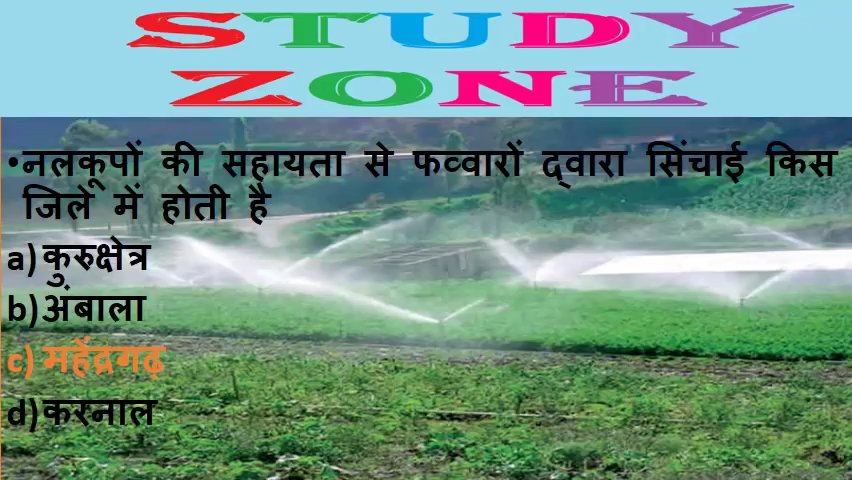 STUDY
ZONE
•नलकूपों की सहायता से फव्वारों द्वारा सिंचाई किस
जिले में होती है
a) कुरुक्षेत्र
b)अंबाला
c) महेंद्रगढ़
d)करनाल